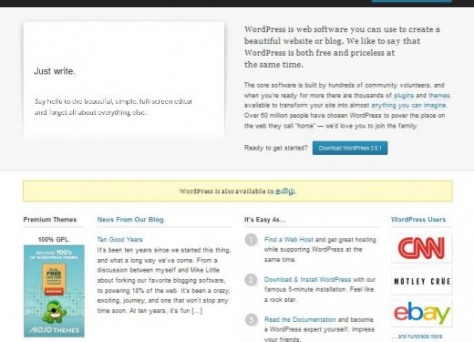 WordPress is web software you can use to create a
beautiful website or blog. We like to say that
WordPress is both free and priceless at
the same time.
Just write.
Say hello to the beautiful, simple, full-screen editor
and forget all about everything else.
The core software is built by hundreds of community volunteers, and
when you're ready for more there are thousands of plugins and themes
available to transform your site into almost anything you can imagine.
Over 60 million people have chosen WordPress to power the place on
the web they call "home" — we'd love you to join the family.
Ready to get started? Download WordPress 3.5.1
WordPress is also available in தமிழ்.
Premium Themes
100% GPL
100's
FREE
MOJO THEMES
News From Our Blog
Ten Good Years
It's been ten years since we started this thing,
and what a long way we've come. From a
discussion between myself and Mike Little
about forking our favorite blogging software,
to powering 18% of the web. It's been a crazy,
exciting, journey, and one that won't stop any
time soon. At ten years, it's fun […]
It's Easy As...
1 Find a Web Host and get great hosting
while supporting WordPress at the
same time.
2 Download & Install WordPress with our
famous 5-minute installation. Feel like
a rock star.
3 Read the Documentation and become
a WordPress expert yourself, impress
your friends.
WordPress Users
CNN
MÖTLEY CRÜE
ebay
... and hundreds more